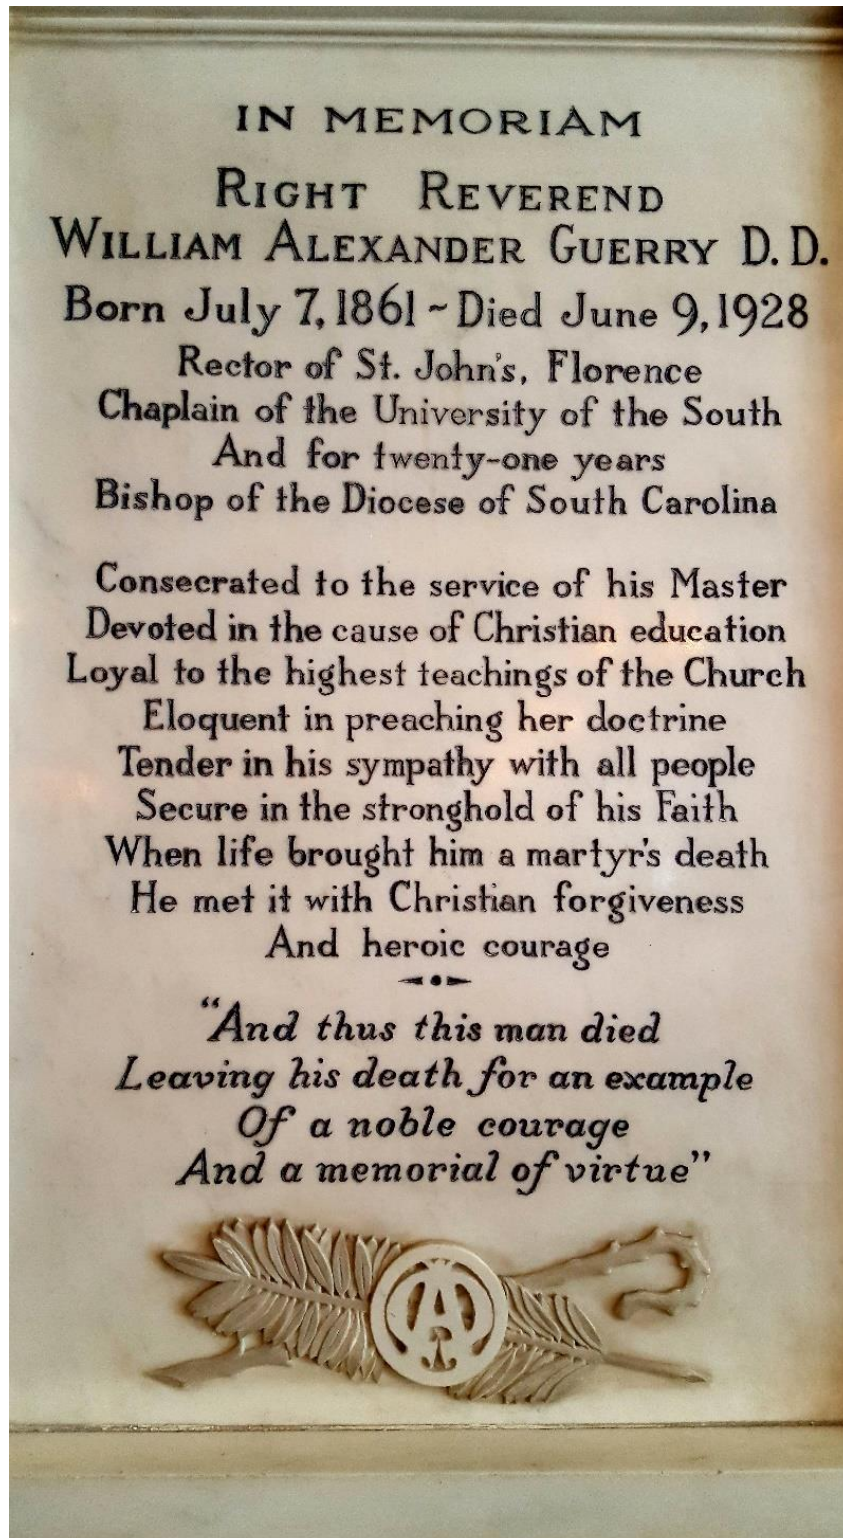 IN MEMORIAM
RIGHT REVEREND
WILLIAM ALEXANDER GUERRY D.D.
Born July 7, 1861 ~ Died June 9, 1928
Rector of St. John's, Florence
Chaplain of the University of the South
And for twenty-one years
Bishop of the Diocese of South Carolina
Consecrated to the service of his Master
Devoted in the cause of Christian education
Loyal to the highest teachings of the Church
Eloquent in preaching her doctrine
Tender in his sympathy with all people
Secure in the stronghold of his Faith
When life brought him a martyr's death
He met it with Christian forgiveness
And heroic courage
"And thus this man died
Leaving his death for an example
Of a noble courage
And a memorial of virtue"